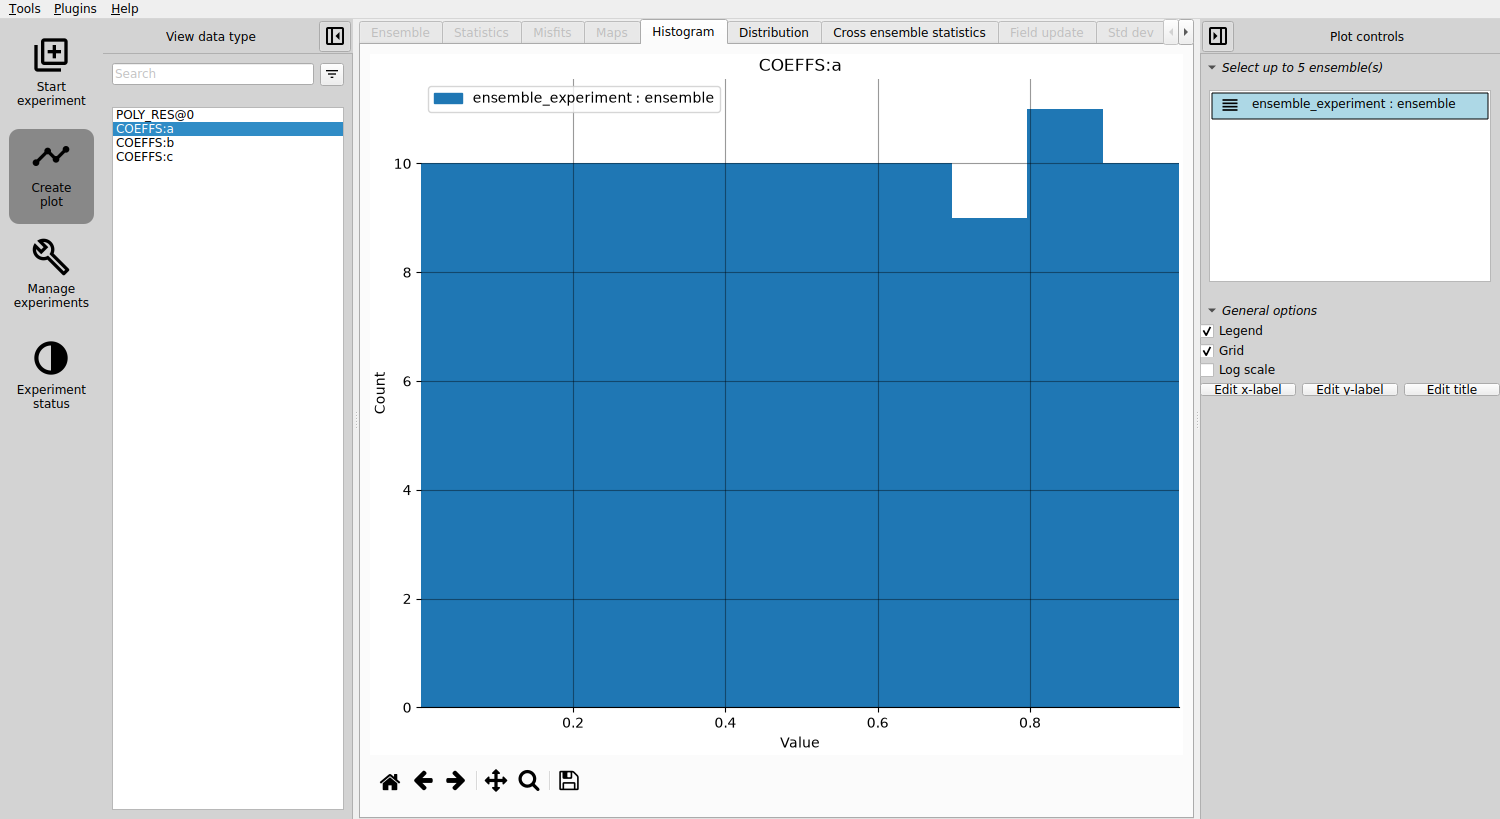 Tools Plugins Help
Start
experiment
Create
plot
Manage
experiments
Experiment
status
View data type
Search
POLY_RES@0
COEFFS:a
COEFFS:b
COEFFS:c
Ensemble Statistics Misfits Maps Histogram Distribution Cross ensemble statistics Field update Std dev
COEFFS:a
ensemble_experiment : ensemble
10
8
6
4
2
0
Count
0.2 0.4 0.6 0.8
Value
Plot controls
Select up to 5 ensemble(s)
ensemble_experiment : ensemble
General options
Legend
Grid
Log scale
Edit x-label Edit y-label Edit title